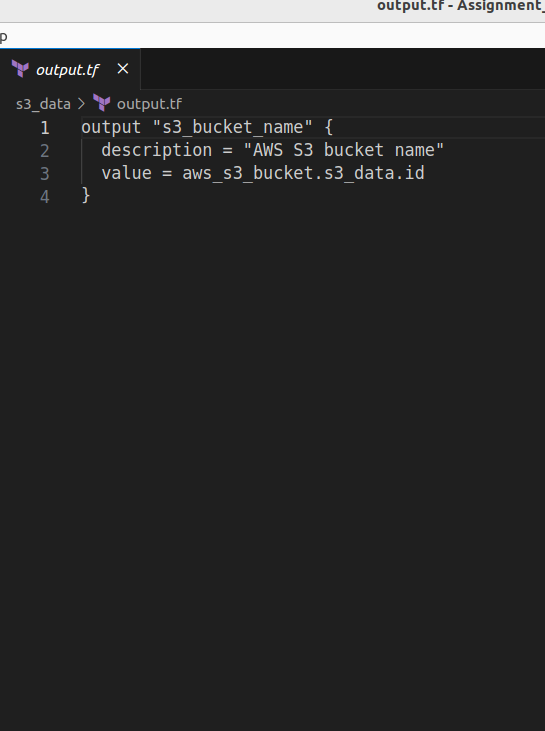 output.tf - Assignment_
p
output.tf
s3_data > output.tf
1 output "s3_bucket_name" {
2   description = "AWS S3 bucket name"
3   value = aws_s3_bucket.s3_data.id
4 }